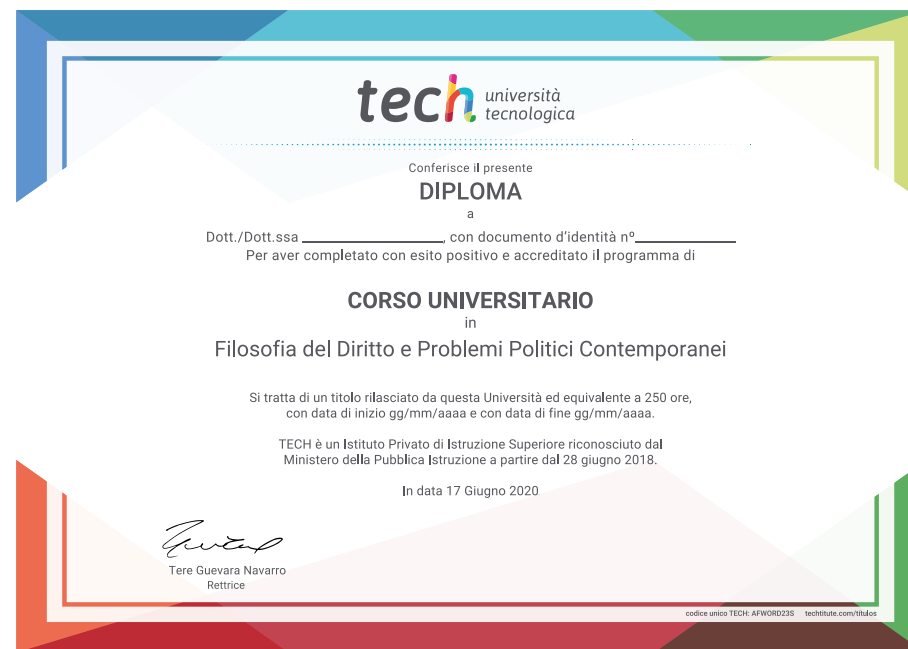 tech università
tecnologica
Conferisce il presente
DIPLOMA
a
Dott./Dott.ssa ____________________, con documento d'identità nº______________
Per aver completato con esito positivo e accreditato il programma di
CORSO UNIVERSITARIO
in
Filosofia del Diritto e Problemi Politici Contemporanei
Si tratta di un titolo rilasciato da questa Università ed equivalente a 250 ore,
con data di inizio gg/mm/aaaa e con data di fine gg/mm/aaaa.
TECH è un Istituto Privato di Istruzione Superiore riconosciuto dal
Ministero della Pubblica Istruzione a partire dal 28 giugno 2018.
In data 17 Giugno 2020
Tere Guevara Navarro
Rettrice
codice unico TECH: AFWORD23S techtitute.com/títulos